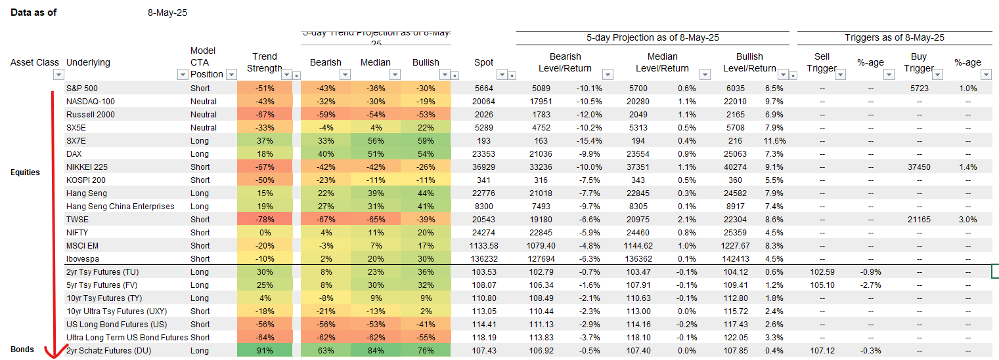 Data as of 8-May-25
5-day Trend Projection as of 8-May-25 5-day Projection as of 8-May-25 Triggers as of 8-May-25
Asset Class Underlying Model CTA Position Trend Strength Bearish Median Bullish Spot Bearish Level/Return Median Level/Return Bullish Level/Return Sell Trigger %-age Buy Trigger %-age
S&P 500 Short -51% -43% -36% -30% 5664 5089 -10.1% 5700 0.6% 6035 6.5% -- -- 5723 1.0%
NASDAQ-100 Neutral -43% -32% -30% -19% 20064 17951 -10.5% 20280 1.1% 22010 9.7% -- -- -- --
Russell 2000 Neutral -67% -59% -54% -53% 2026 1783 -12.0% 2049 1.1% 2165 6.9% -- -- -- --
SX5E Neutral -33% -4% 4% 22% 5289 4752 -10.2% 5313 0.5% 5708 7.9% -- -- -- --
SX7E Long 37% 33% 56% 59% 193 163 -15.4% 194 0.4% 216 11.6% -- -- -- --
DAX Long 18% 40% 51% 54% 23353 21036 -9.9% 23554 0.9% 25063 7.3% -- -- -- --
Equities NIKKEI 225 Short -67% -42% -42% -26% 36929 33236 -10.0% 37351 1.1% 40274 9.1% -- -- 37450 1.4%
KOSPI 200 Short -50% -23% -11% -11% 341 316 -7.5% 343 0.5% 360 5.5% -- -- -- --
Hang Seng Long 15% 22% 39% 44% 22776 21018 -7.7% 22845 0.3% 24582 7.9% -- -- -- --
Hang Seng China Enterprises Long 19% 27% 31% 41% 8300 7493 -9.7% 8305 0.1% 8917 7.4% -- -- -- --
TWSE Short -78% -67% -65% -39% 20543 19180 -6.6% 20975 2.1% 22304 8.6% -- -- 21165 3.0%
NIFTY Short 0% 4% 11% 20% 24274 22845 -5.9% 24460 0.8% 25359 4.5% -- -- -- --
MSCI EM Short -20% -3% 7% 17% 1133.58 1079.40 -4.8% 1144.62 1.0% 1227.67 8.3% -- -- -- --
Ibovespa Short -10% 2% 20% 30% 136232 127694 -6.3% 136362 0.1% 142413 4.5% -- -- -- --
2yr Tsy Futures (TU) Long 30% 8% 23% 36% 103.53 102.79 -0.7% 103.47 -0.1% 104.12 0.6% 102.59 -0.9% -- --
5yr Tsy Futures (FV) Long 25% 8% 30% 32% 108.07 106.34 -1.6% 107.91 -0.1% 109.41 1.2% 105.10 -2.7% -- --
10yr Tsy Futures (TY) Long 4% -8% 9% 9% 110.80 108.49 -2.1% 110.63 -0.1% 112.80 1.8% -- -- -- --
10yr Ultra Tsy Futures (UXY) Short -18% -21% -13% 2% 113.05 110.44 -2.3% 113.00 0.0% 115.72 2.4% -- -- -- --
US Long Bond Futures (US) Short -56% -56% -53% -41% 114.41 111.13 -2.9% 114.16 -0.2% 117.43 2.6% -- -- -- --
Ultra Long Term US Bond Futures Short -64% -62% -62% -55% 118.19 113.83 -3.7% 118.10 -0.1% 122.05 3.3% -- -- -- --
Bonds 2yr Schatz Futures (DU) Long 91% 63% 84% 76% 107.43 106.92 -0.5% 107.40 0.0% 107.85 0.4% 107.12 -0.3% -- --